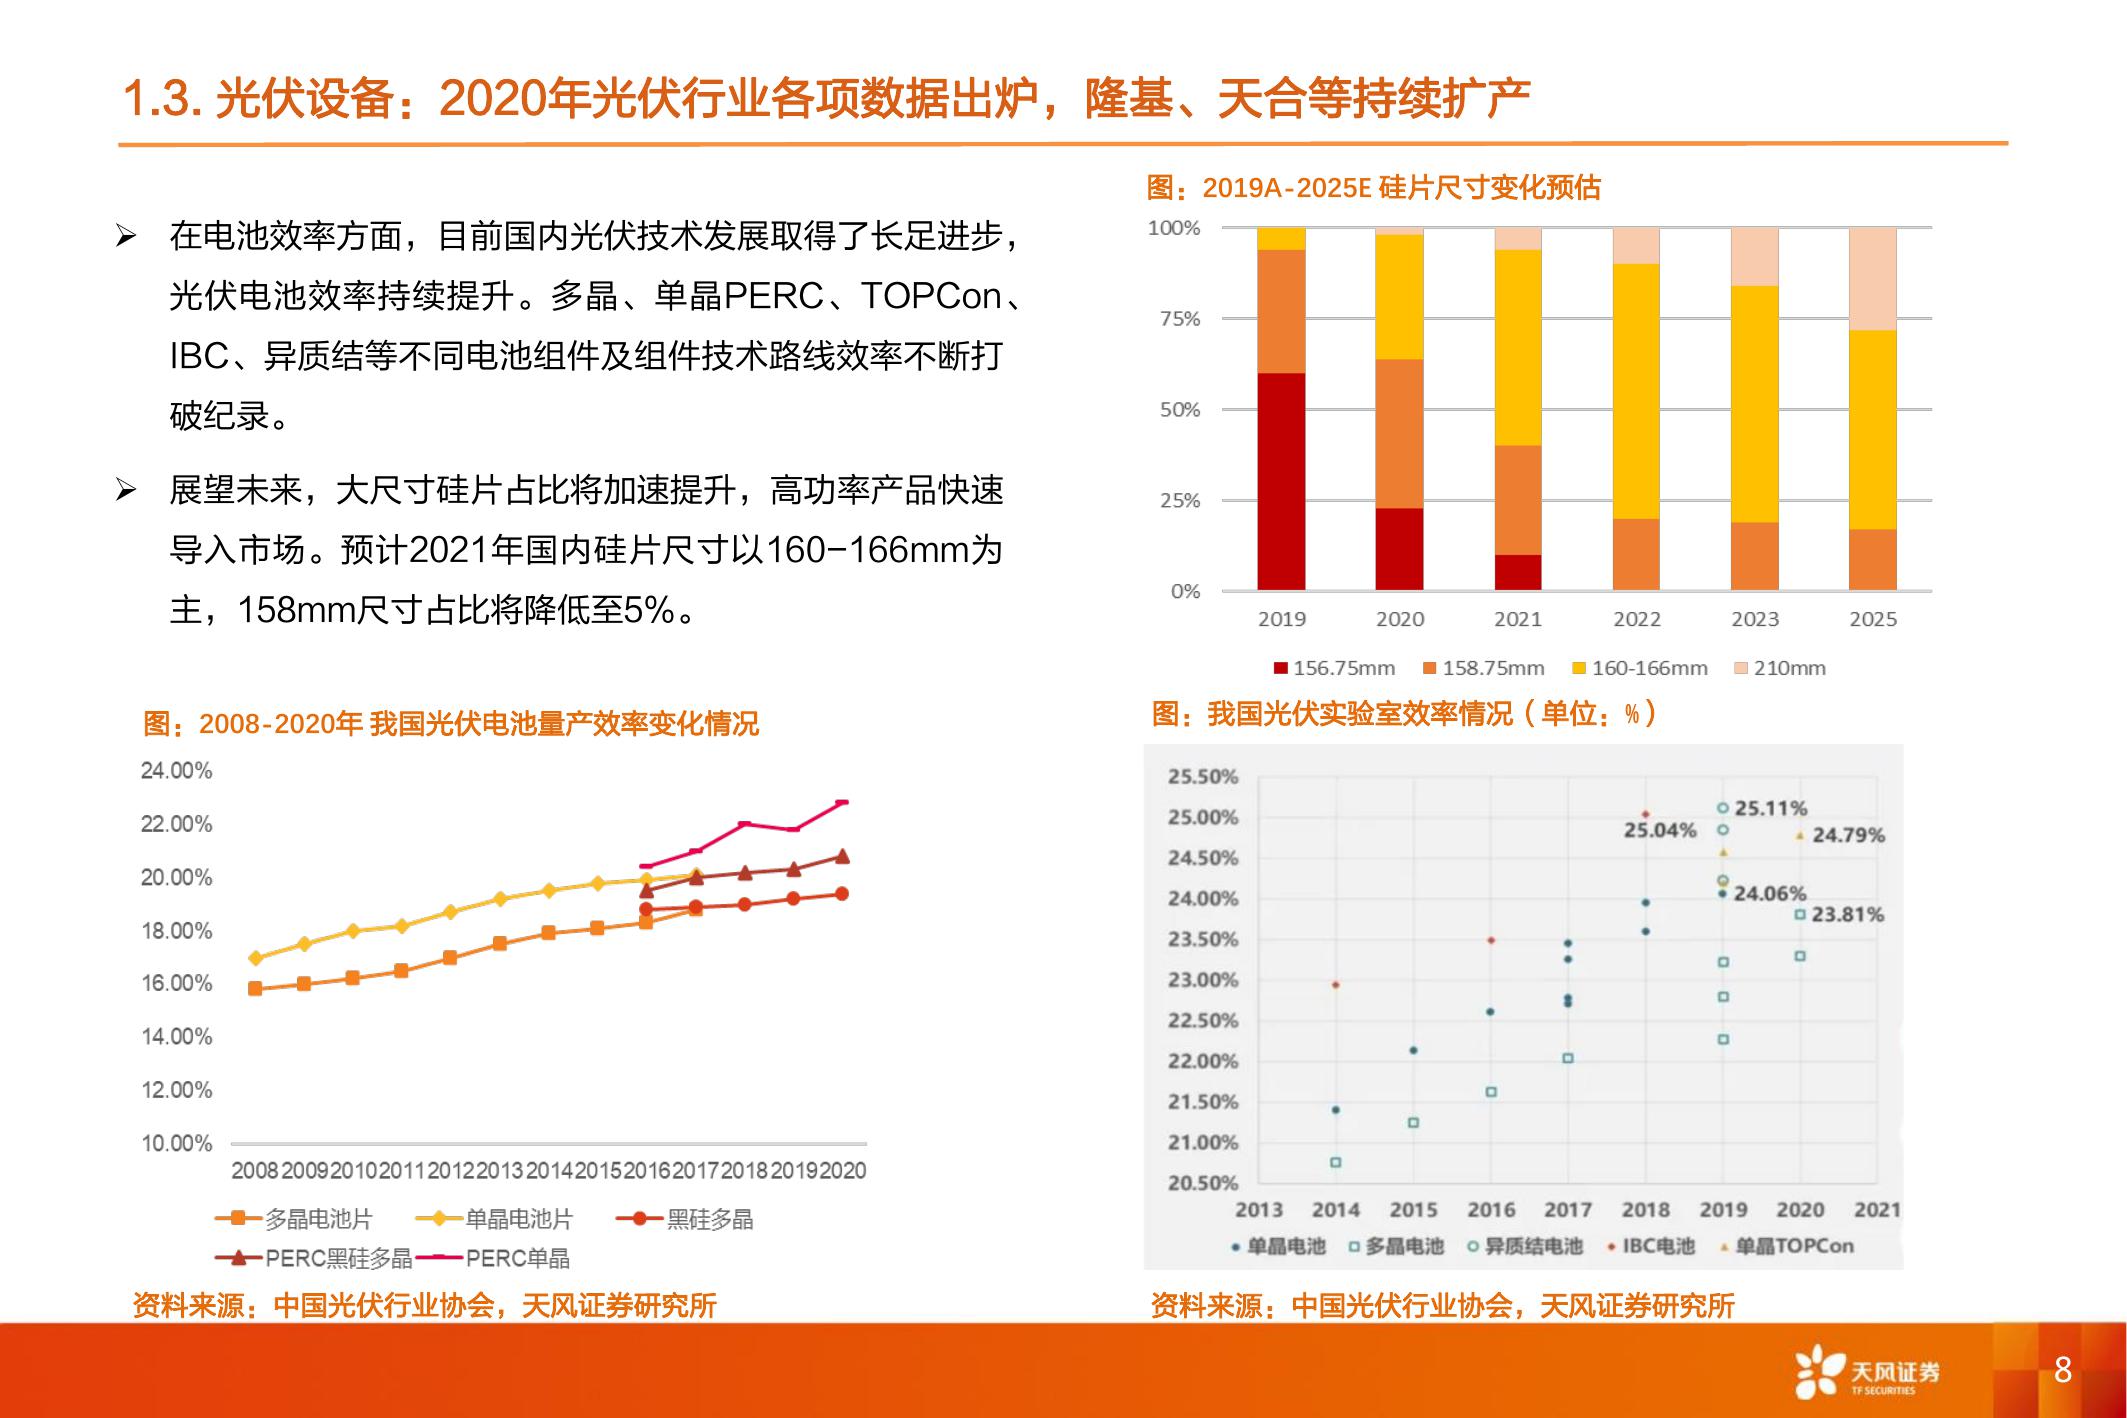 1.3. 光伏设备：2020年光伏行业各项数据出炉，隆基、天合等持续扩产
➢ 在电池效率方面，目前国内光伏技术发展取得了长足进步，
光伏电池效率持续提升。多晶、单晶PERC、TOPCon、
IBC、异质结等不同电池组件及组件技术路线效率不断打
破纪录。
➢ 展望未来，大尺寸硅片占比将加速提升，高功率产品快速
导入市场。预计2021年国内硅片尺寸以160-166mm为
主，158mm尺寸占比将降低至5%。
图：2019A-2025E 硅片尺寸变化预估
100%
75%
50%
25%
0%
2019 2020 2021 2022 2023 2025
156.75mm 158.75mm 160-166mm 210mm
图：2008-2020年 我国光伏电池量产效率变化情况
24.00%
22.00%
20.00%
18.00%
16.00%
14.00%
12.00%
10.00%
2008 2009 2010 2011 2012 2013 2014 2015 2016 2017 2018 2019 2020
多晶电池片 单晶电池片 黑硅多晶
PERC黑硅多晶 PERC单晶
资料来源：中国光伏行业协会，天风证券研究所
图：我国光伏实验室效率情况（单位：%）
25.50%
25.00%
24.50%
24.00%
23.50%
23.00%
22.50%
22.00%
21.50%
21.00%
20.50%
25.11%
25.04%
24.79%
24.06%
23.81%
2013 2014 2015 2016 2017 2018 2019 2020 2021
单晶电池 多晶电池 异质结电池 IBC电池 单晶TOPCon
资料来源：中国光伏行业协会，天风证券研究所
天风证券
TF SECURITIES
8